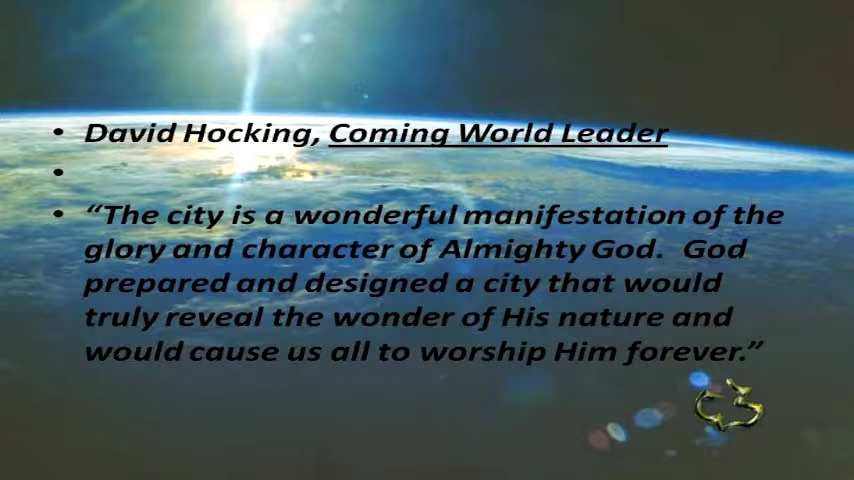 • David Hocking, Coming World Leader
•
• “The city is a wonderful manifestation of the
glory and character of Almighty God.  God
prepared and designed a city that would
truly reveal the wonder of His nature and
would cause us all to worship Him forever.”